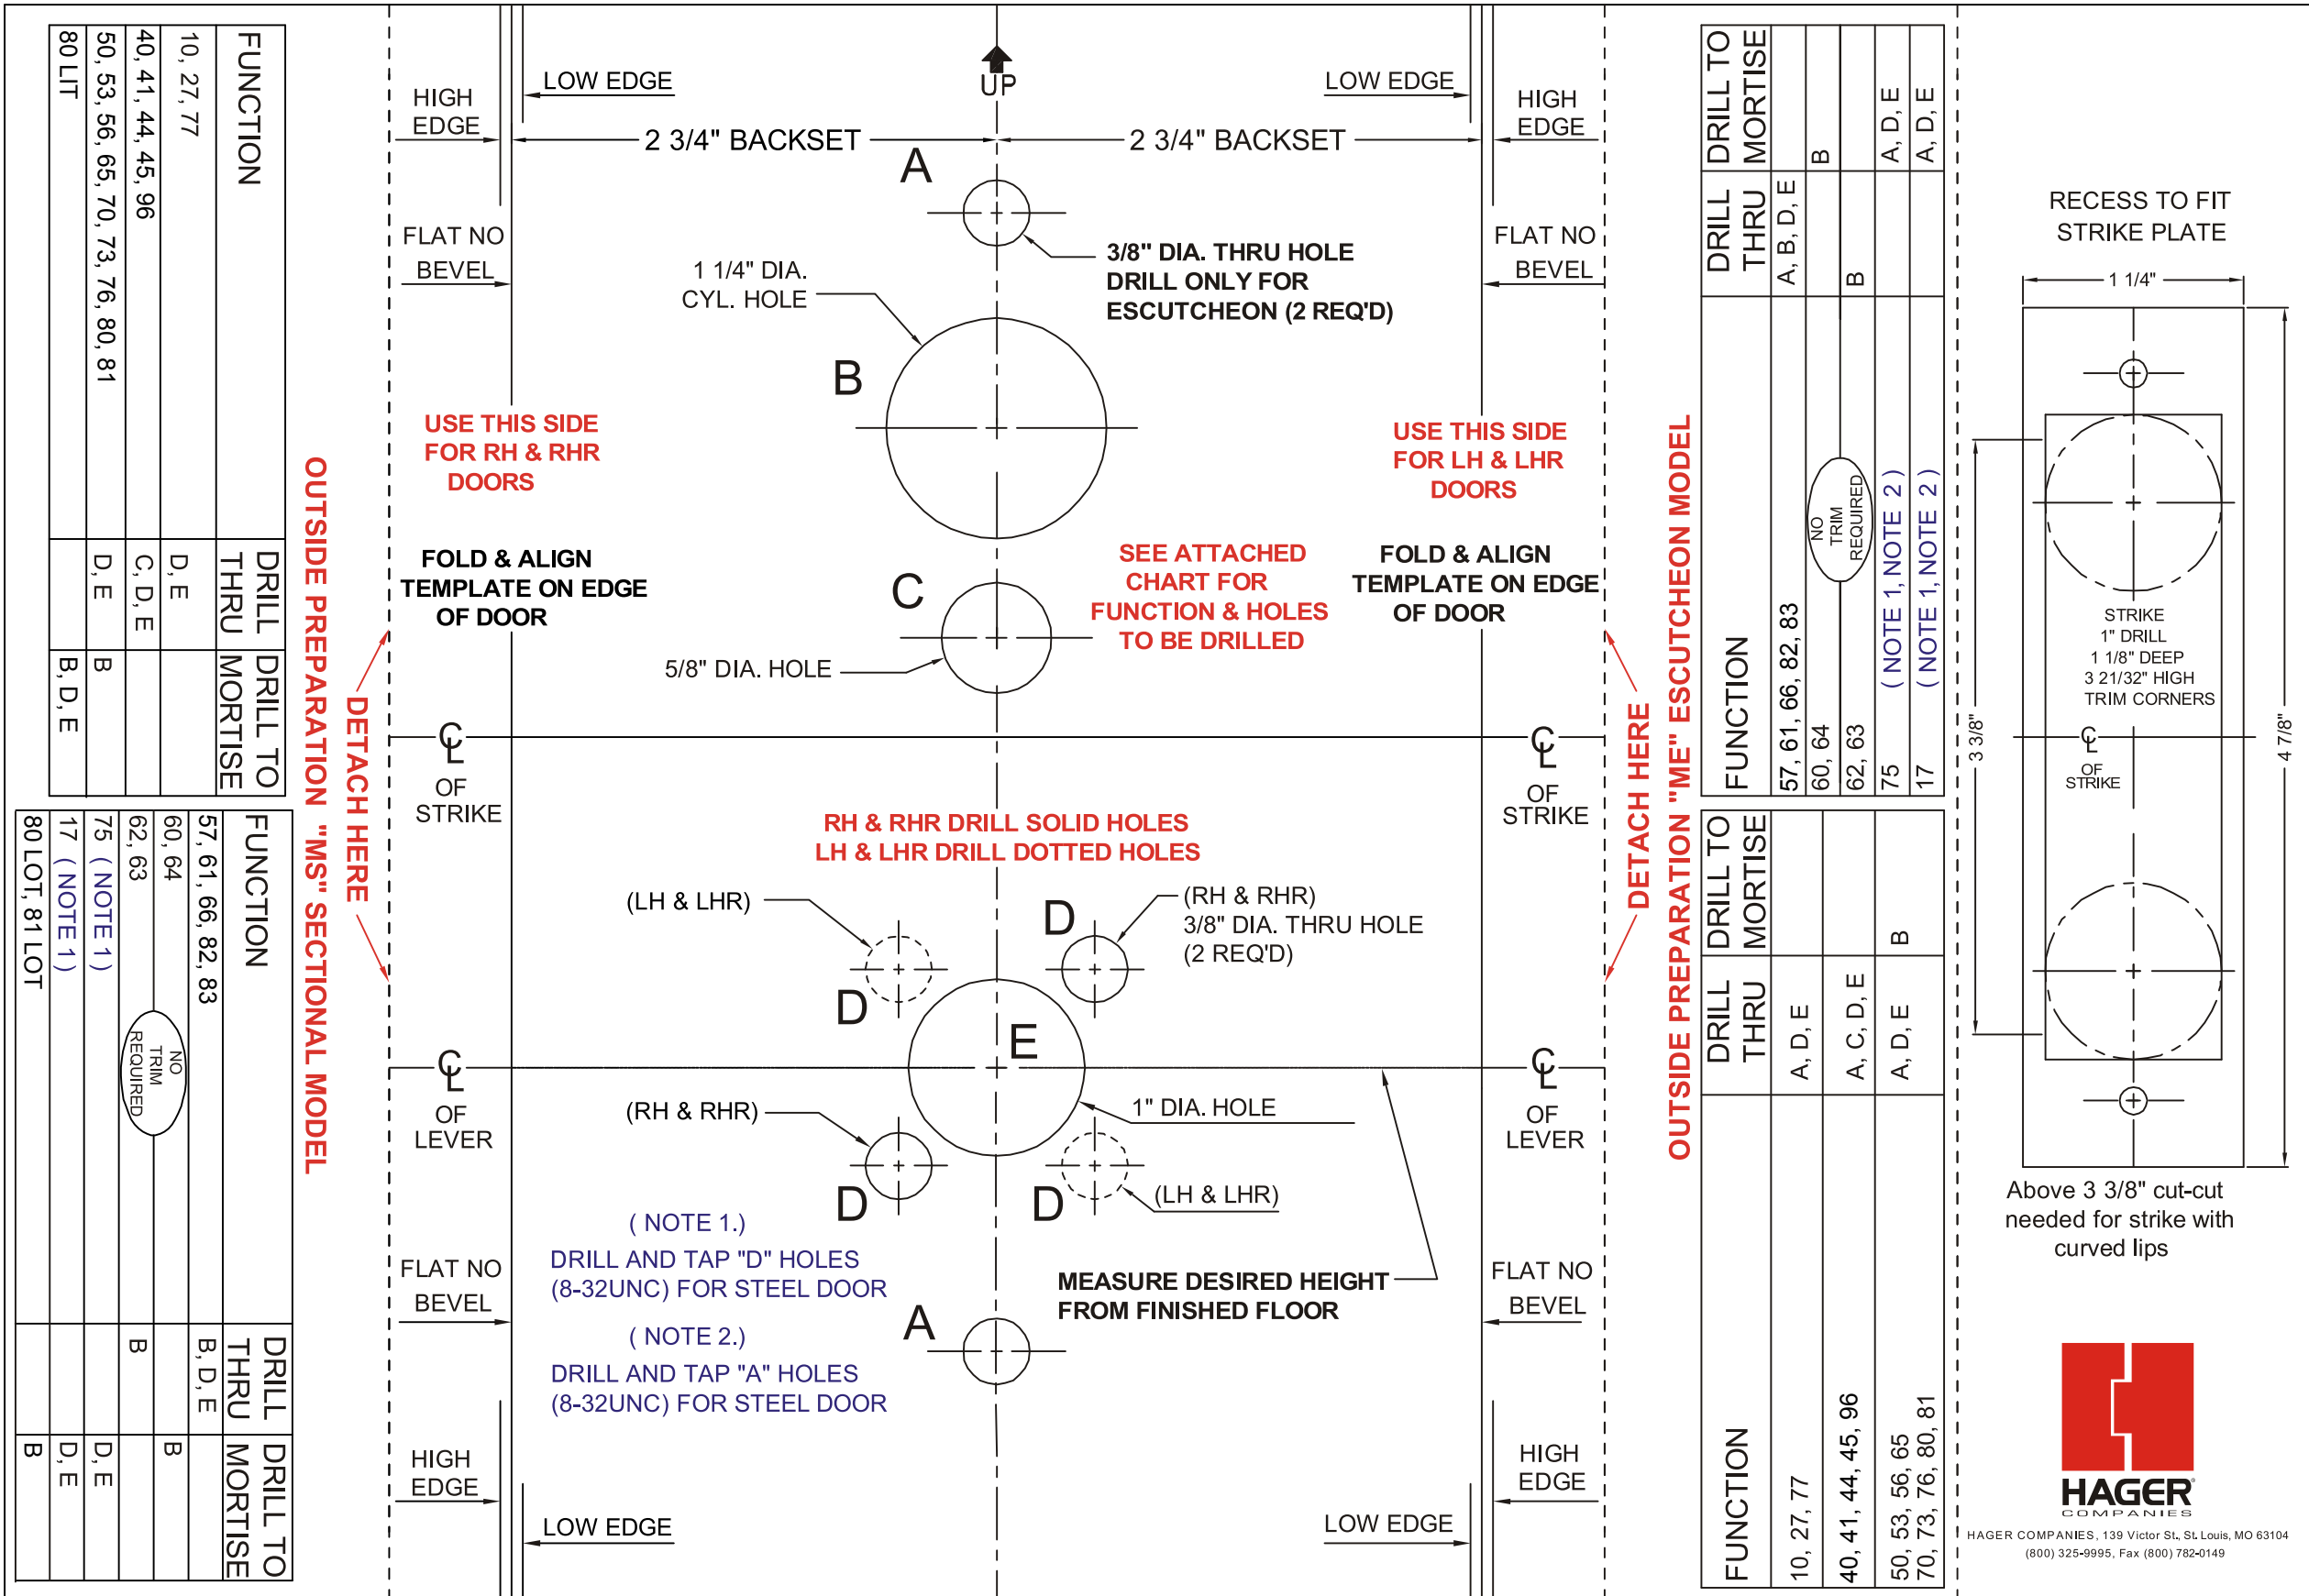 FUNCTION
DRILL THRU
DRILL TO MORTISE
10, 27, 77
D, E
40, 41, 44, 45, 96
C, D, E
50, 53, 56, 65, 70, 73, 76, 80, 81
D, E
B
80 LIT
B, D, E
FUNCTION
DRILL THRU
DRILL TO MORTISE
57, 61, 66, 82, 83
B, D, E
60, 64
B
62, 63
B
NO
TRIM
REQUIRED
75 ( NOTE 1 )
D, E
17 ( NOTE 1 )
D, E
80 LOT, 81 LOT
B
OUTSIDE PREPARATION "MS" SECTIONAL MODEL
DETACH HERE
HIGH
EDGE
LOW EDGE
UP
LOW EDGE
HIGH
EDGE
2 3/4" BACKSET
2 3/4" BACKSET
A
FLAT NO
BEVEL
3/8" DIA. THRU HOLE
DRILL ONLY FOR
ESCUTCHEON (2 REQ'D)
FLAT NO
BEVEL
1 1/4" DIA.
CYL. HOLE
B
USE THIS SIDE
FOR RH & RHR
DOORS
USE THIS SIDE
FOR LH & LHR
DOORS
FOLD & ALIGN
TEMPLATE ON EDGE
OF DOOR
C
SEE ATTACHED
CHART FOR
FUNCTION & HOLES
TO BE DRILLED
FOLD & ALIGN
TEMPLATE ON EDGE
OF DOOR
5/8" DIA. HOLE
CL
OF
STRIKE
CL
OF
STRIKE
RH & RHR DRILL SOLID HOLES
LH & LHR DRILL DOTTED HOLES
(LH & LHR)
D
(RH & RHR)
3/8" DIA. THRU HOLE
(2 REQ'D)
D
E
CL
OF
LEVER
CL
OF
LEVER
(RH & RHR)
1" DIA. HOLE
D
D
(LH & LHR)
( NOTE 1.)
DRILL AND TAP "D" HOLES
(8-32UNC) FOR STEEL DOOR
( NOTE 2.)
DRILL AND TAP "A" HOLES
(8-32UNC) FOR STEEL DOOR
MEASURE DESIRED HEIGHT
FROM FINISHED FLOOR
A
FLAT NO
BEVEL
FLAT NO
BEVEL
HIGH
EDGE
LOW EDGE
LOW EDGE
HIGH
EDGE
DETACH HERE
OUTSIDE PREPARATION "ME" ESCUTCHEON MODEL
FUNCTION
DRILL THRU
DRILL TO MORTISE
10, 27, 77
A, D, E
40, 41, 44, 45, 96
A, C, D, E
50, 53, 56, 65
70, 73, 76, 80, 81
A, D, E
B
FUNCTION
DRILL THRU
DRILL TO MORTISE
57, 61, 66, 82, 83
A, B, D, E
60, 64
B
62, 63
B
NO
TRIM
REQUIRED
75 ( NOTE 1, NOTE 2 )
A, D, E
17 ( NOTE 1, NOTE 2 )
A, D, E
RECESS TO FIT
STRIKE PLATE
1 1/4"
STRIKE
1" DRILL
1 1/8" DEEP
3 21/32" HIGH
TRIM CORNERS
CL
OF
STRIKE
3 3/8"
4 7/8"
Above 3 3/8" cut-cut
needed for strike with
curved lips
HAGER
COMPANIES
HAGER COMPANIES, 139 Victor St., St. Louis, MO 63104
(800) 325-9995, Fax (800) 782-0149